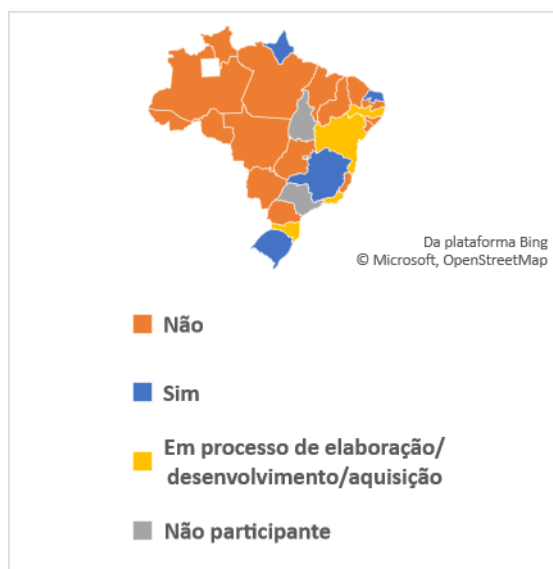 Da plataforma Bing
© Microsoft, OpenStreetMap
Não
Sim
Em processo de elaboração/
desenvolvimento/aquisição
Não participante